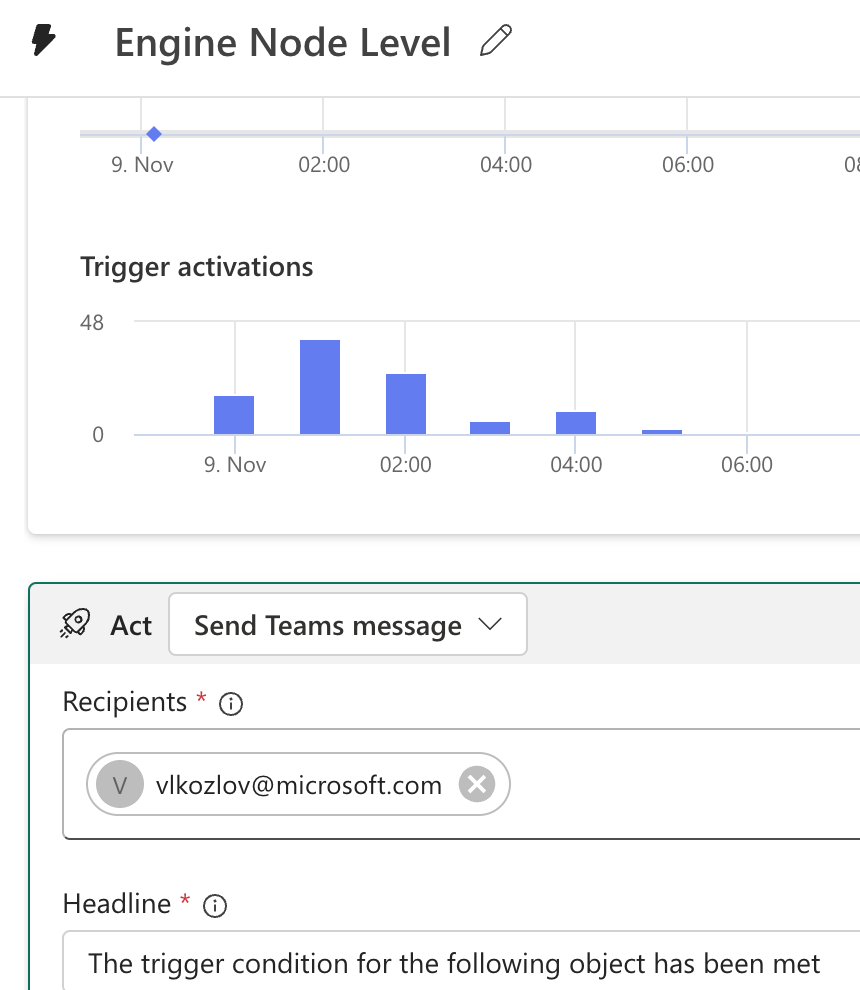 Engine Node Level
9. Nov 02:00 04:00 06:00
Trigger activations
48
0
9. Nov 02:00 04:00 06:00
Act Send Teams message
Recipients *
V vlkozlov@microsoft.com
Headline *
The trigger condition for the following object has been met